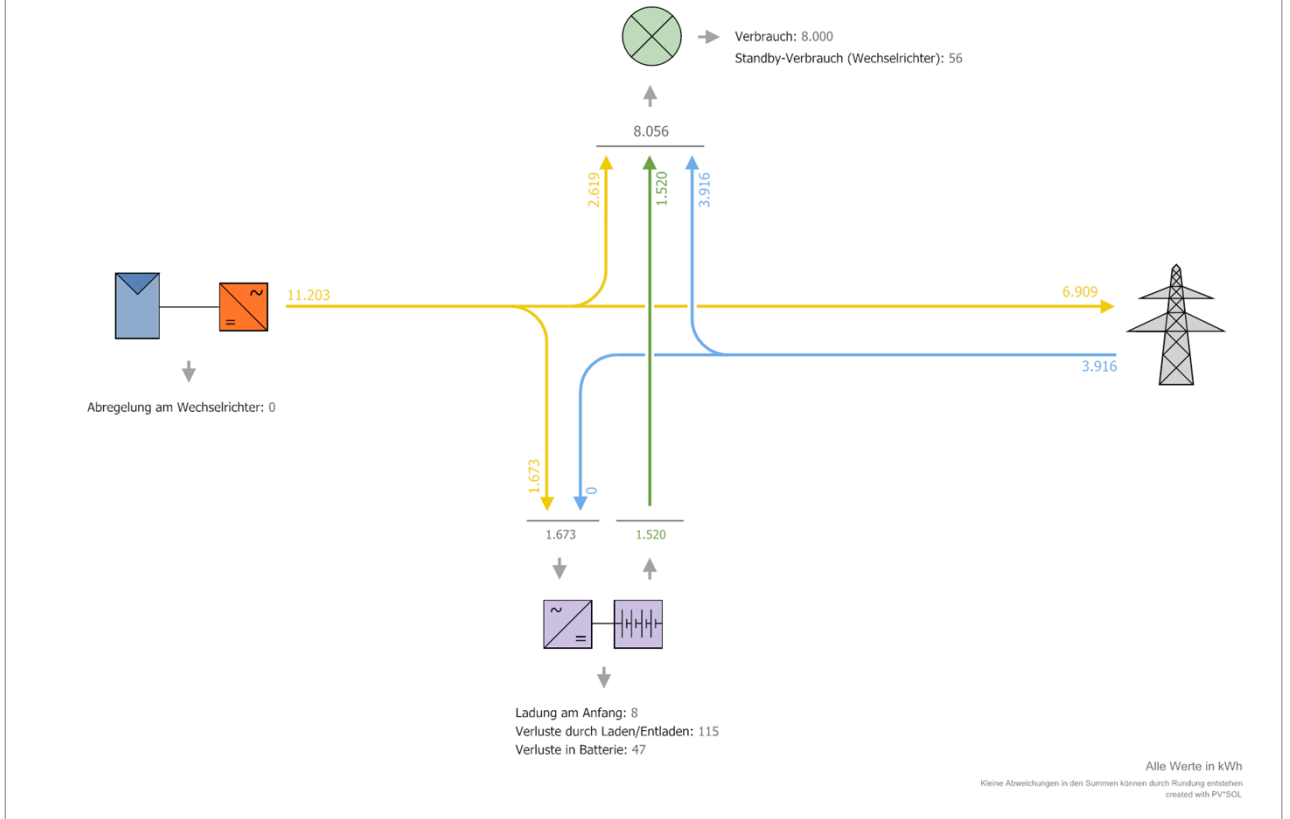 Verbrauch: 8.000
Standby-Verbrauch (Wechselrichter): 56
8.056
2.619
1.520
3.916
11.203
6.909
3.916
Abregelung am Wechselrichter: 0
1.673
0
1.673
1.520
Ladung am Anfang: 8
Verluste durch Laden/Entladen: 115
Verluste in Batterie: 47
Alle Werte in kWh
Kleine Abweichungen in den Summen können durch Rundung entstehen
created with PV*SOL